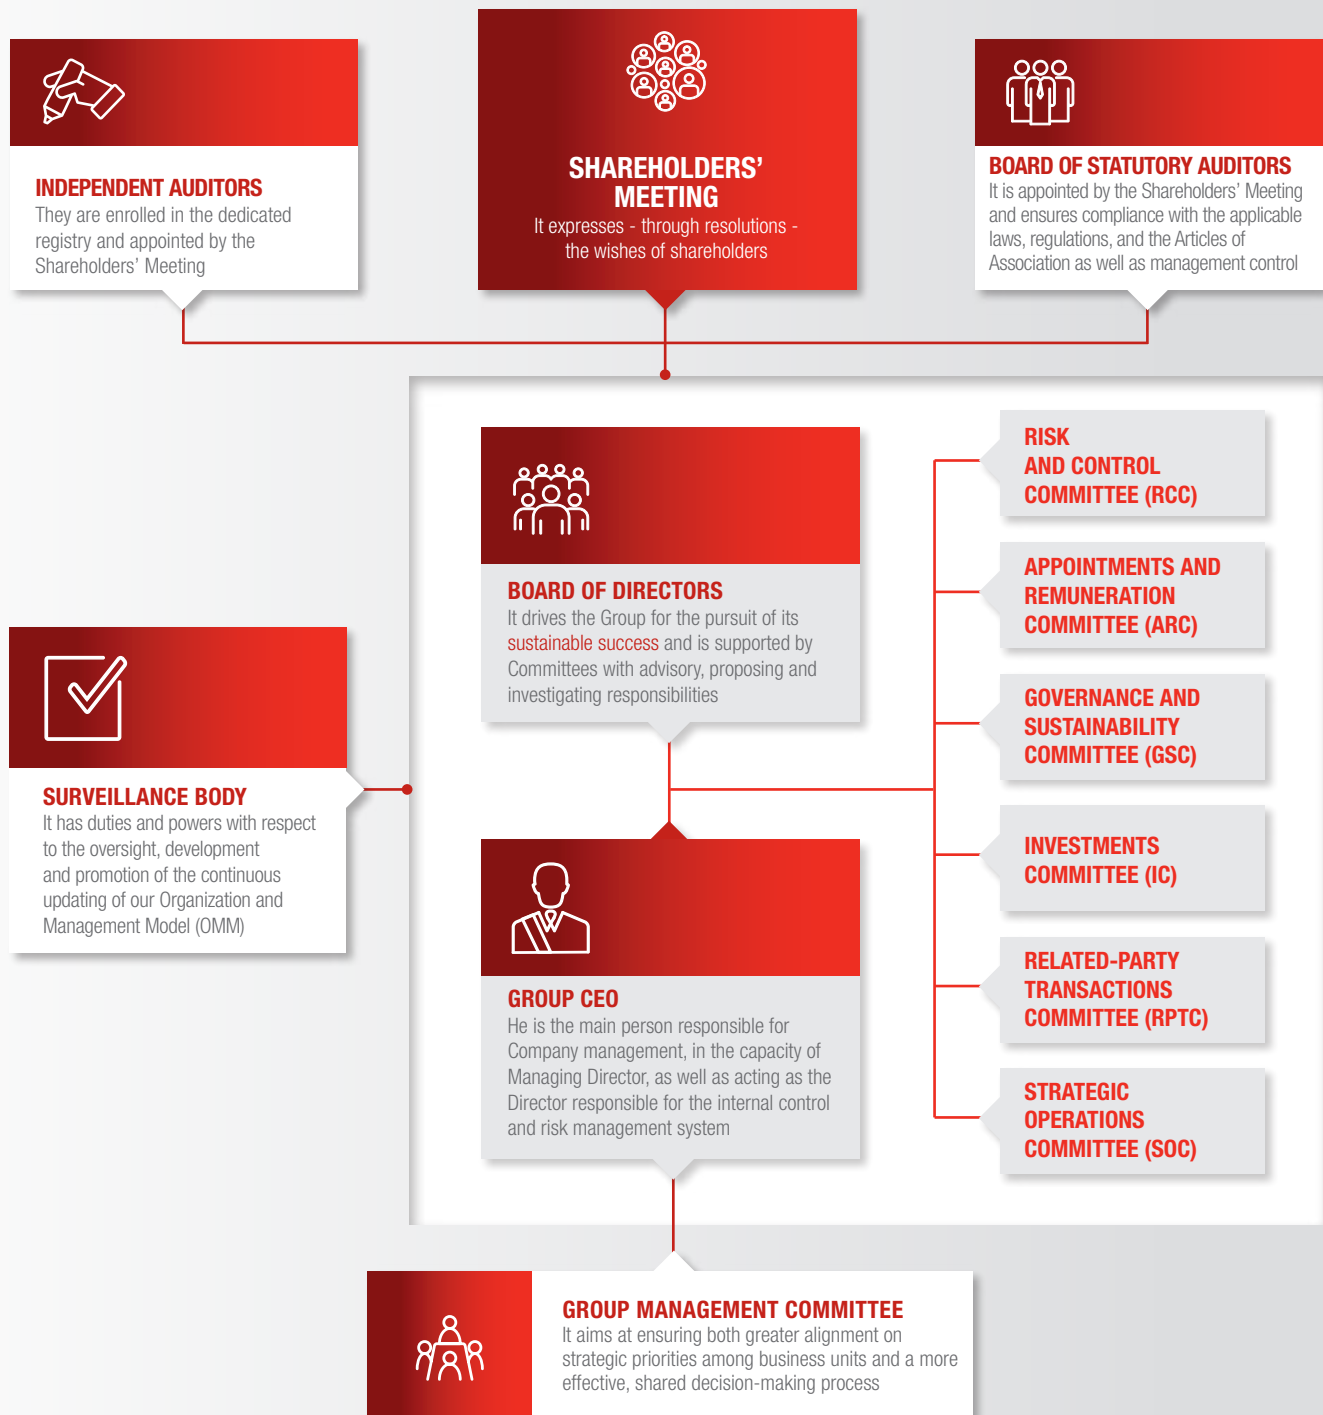 INDEPENDENT AUDITORS
They are enrolled in the dedicated
registry and appointed by the
Shareholders’ Meeting
SHAREHOLDERS’
MEETING
It expresses - through resolutions -
the wishes of shareholders
BOARD OF STATUTORY AUDITORS
It is appointed by the Shareholders’ Meeting
and ensures compliance with the applicable
laws, regulations, and the Articles of
Association as well as management control
BOARD OF DIRECTORS
It drives the Group for the pursuit of its
sustainable success and is supported by
Committees with advisory, proposing and
investigating responsibilities
RISK
AND CONTROL
COMMITTEE (RCC)
APPOINTMENTS AND
REMUNERATION
COMMITTEE (ARC)
GOVERNANCE AND
SUSTAINABILITY
COMMITTEE (GSC)
INVESTMENTS
COMMITTEE (IC)
RELATED-PARTY
TRANSACTIONS
COMMITTEE (RPTC)
STRATEGIC
OPERATIONS
COMMITTEE (SOC)
SURVEILLANCE BODY
It has duties and powers with respect
to the oversight, development
and promotion of the continuous
updating of our Organization and
Management Model (OMM)
GROUP CEO
He is the main person responsible for
Company management, in the capacity of
Managing Director, as well as acting as the
Director responsible for the internal control
and risk management system
GROUP MANAGEMENT COMMITTEE
It aims at ensuring both greater alignment on
strategic priorities among business units and a more
effective, shared decision-making process